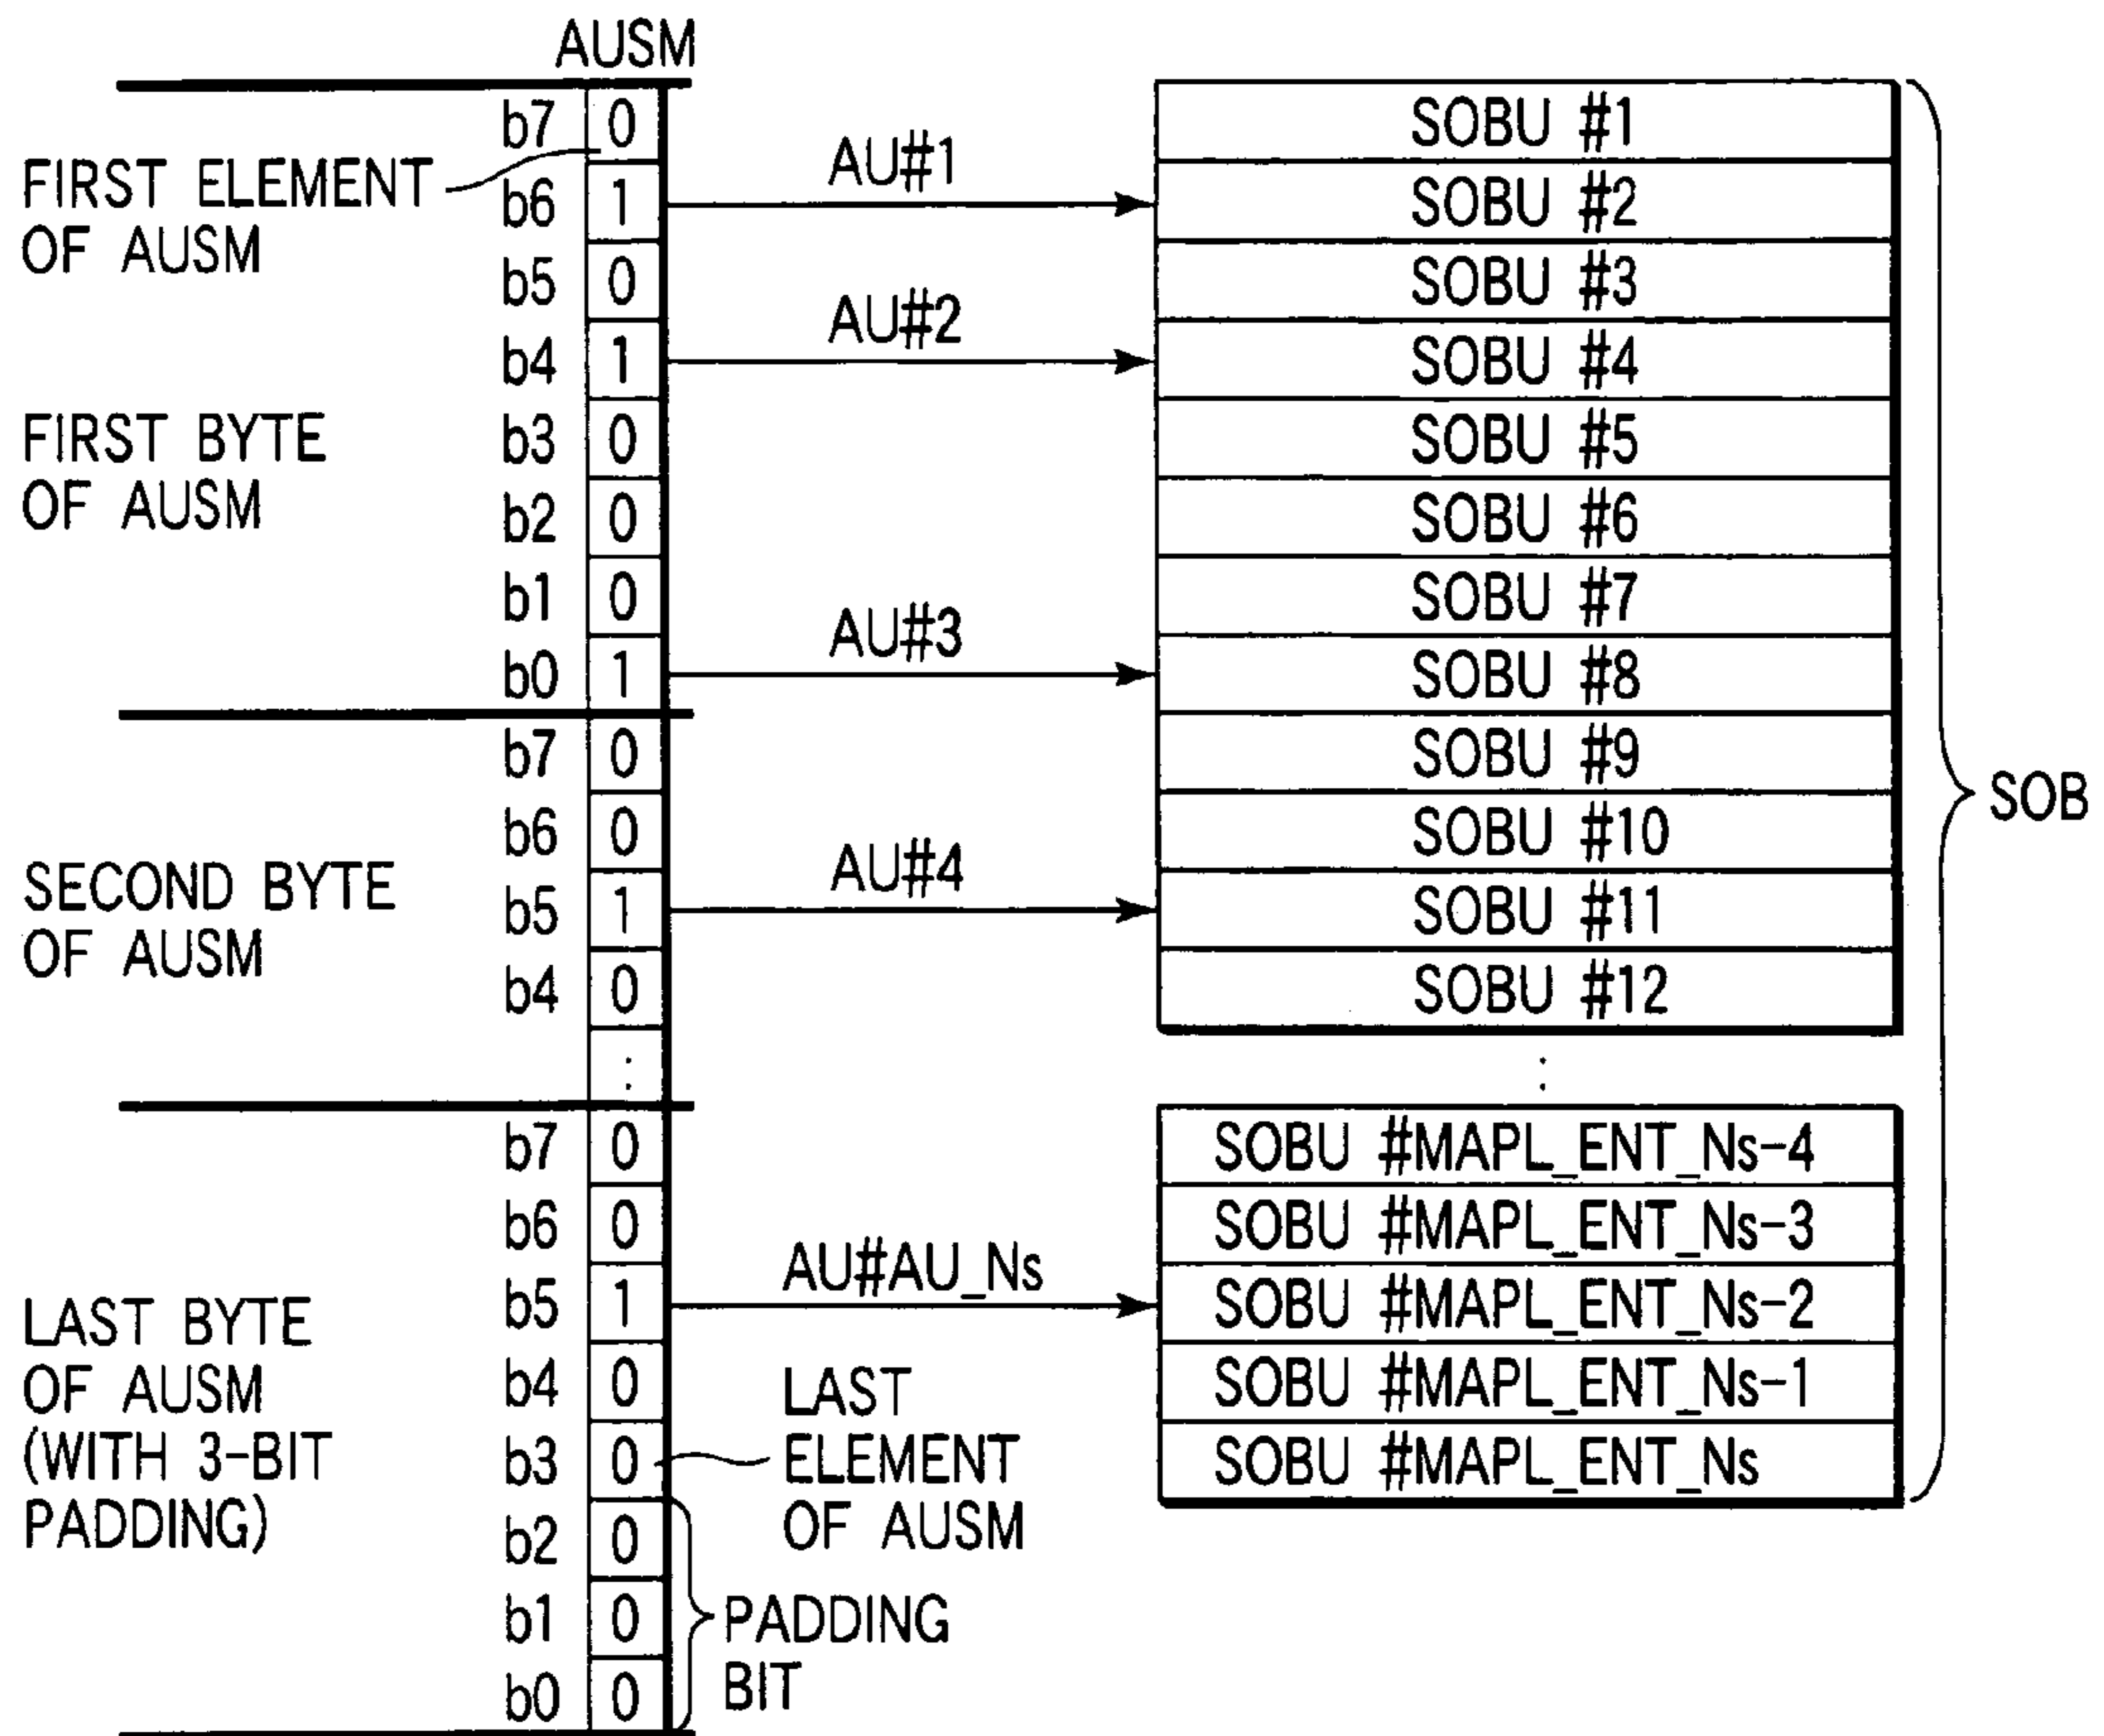 AUSM
b7 0 SOBU #1
FIRST ELEMENT
OF AUSM
b6 1 AU#1 SOBU #2
b5 0 SOBU #3
b4 1 AU#2 SOBU #4
FIRST BYTE
OF AUSM
b3 0 SOBU #5
b2 0 SOBU #6
b1 0 SOBU #7
b0 1 AU#3 SOBU #8
b7 0 SOBU #9
SOB
b6 0 SOBU #10
SECOND BYTE
OF AUSM
b5 1 AU#4 SOBU #11
b4 0 SOBU #12
: :
b7 0 SOBU #MAPL_ENT_Ns-4
b6 0 SOBU #MAPL_ENT_Ns-3
b5 1 AU#AU_Ns SOBU #MAPL_ENT_Ns-2
LAST BYTE
OF AUSM
(WITH 3-BIT
PADDING)
b4 0 SOBU #MAPL_ENT_Ns-1
b3 0 SOBU #MAPL_ENT_Ns
LAST
ELEMENT
OF AUSM
b2 0
b1 0
b0 0
PADDING
BIT